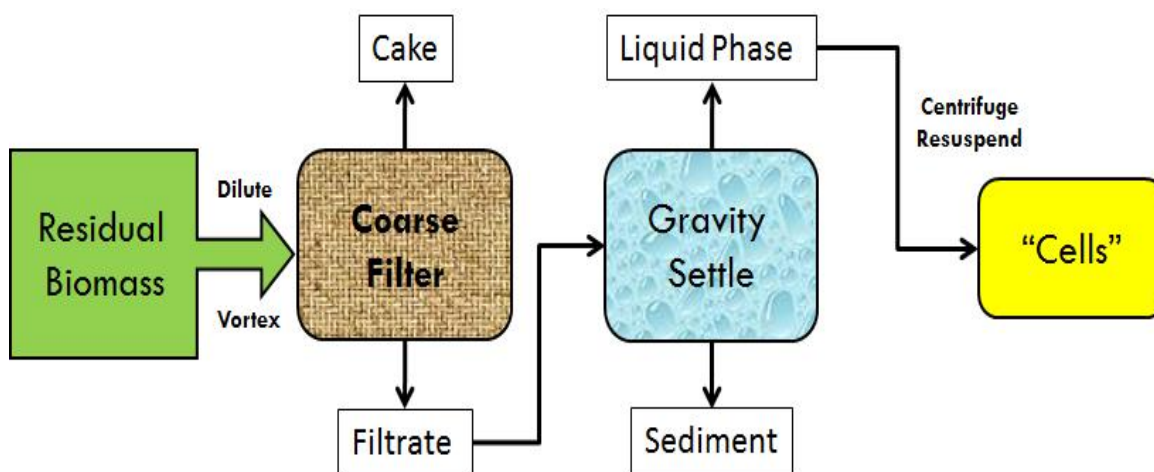 Cake
Liquid Phase
Centrifuge
Resuspend
Dilute
Residual
Biomass
Vortex
Coarse
Filter
Gravity
Settle
“Cells”
Filtrate
Sediment